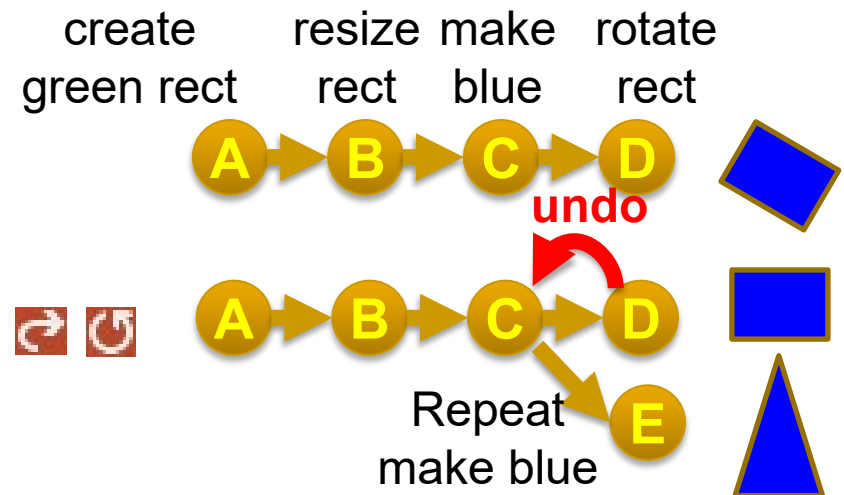 create resize make rotate
green rect rect blue rect
A B C D
undo
A B C D
Repeat E
make blue